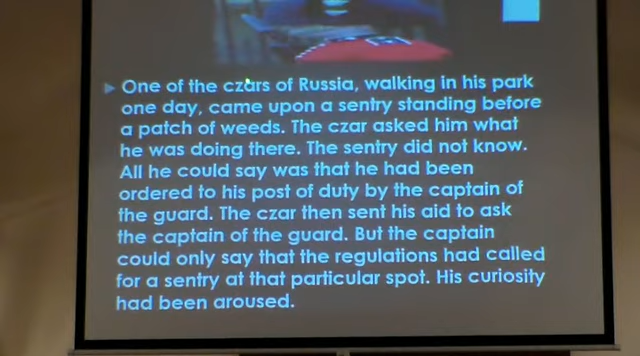 One of the czars of Russia, walking in his park
one day, came upon a sentry standing before
a patch of weeds. The czar asked him what
he was doing there. The sentry did not know.
All he could say was that he had been
ordered to his post of duty by the captain of
the guard. The czar then sent his aid to ask
the captain of the guard. But the captain
could only say that the regulations had called
for a sentry at that particular spot. His curiosity
had been aroused.